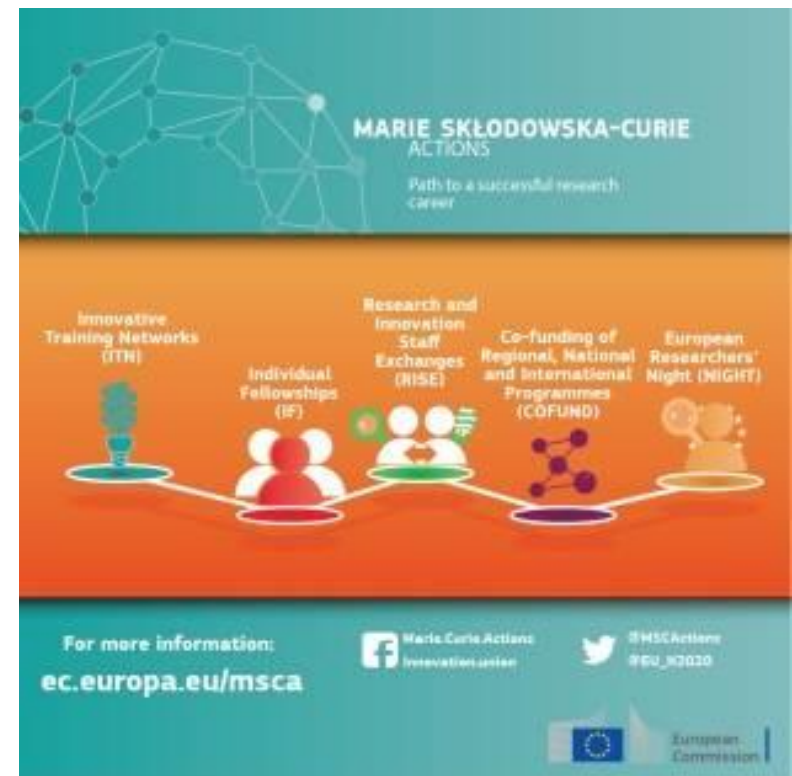 MARIE SKŁODOWSKA-CURIE
ACTIONS
Path to a successful research
career
Innovative
Training Networks
(ITN)
Individual
Fellowships
(IF)
Research and
Innovation
Staff
Exchanges
(RISE)
Co-funding of
Regional, National
and International
Programmes
(COFUND)
European
Researchers'
Night (NIGHT)
For more information:
ec.europa.eu/msca
Marie.Curie.Actions
Innovation.union
@MSCActions
@EU_H2020
European
Commission